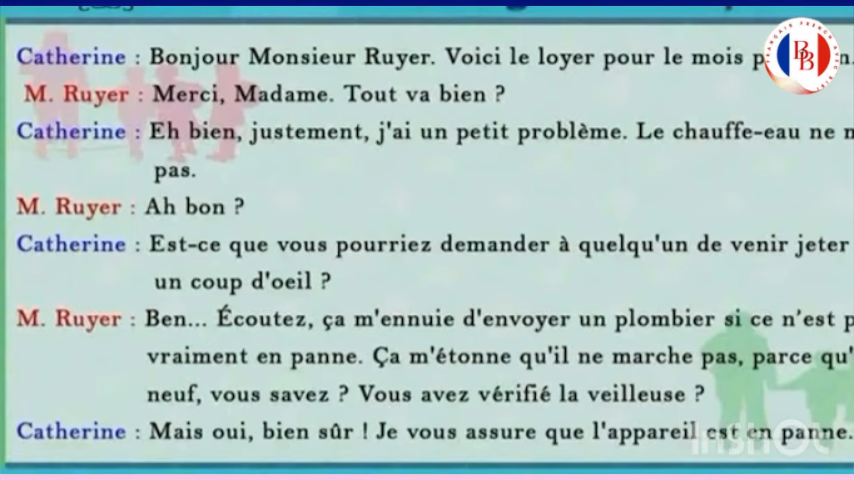 Catherine : Bonjour Monsieur Ruyer. Voici le loyer pour le mois
M. Ruyer : Merci, Madame. Tout va bien ?
Catherine : Eh bien, justement, j'ai un petit problème. Le chauffe-eau ne
pas.
M. Ruyer : Ah bon ?
Catherine : Est-ce que vous pourriez demander à quelqu'un de venir jeter
un coup d'oeil ?
M. Ruyer : Ben... Écoutez, ça m'ennuie d'envoyer un plombier si ce n’est
vraiment en panne. Ça m'étonne qu'il ne marche pas, parce qu'
neuf, vous savez ? Vous avez vérifié la veilleuse ?
Catherine : Mais oui, bien sûr ! Je vous assure que l'appareil est en panne.
InShOt